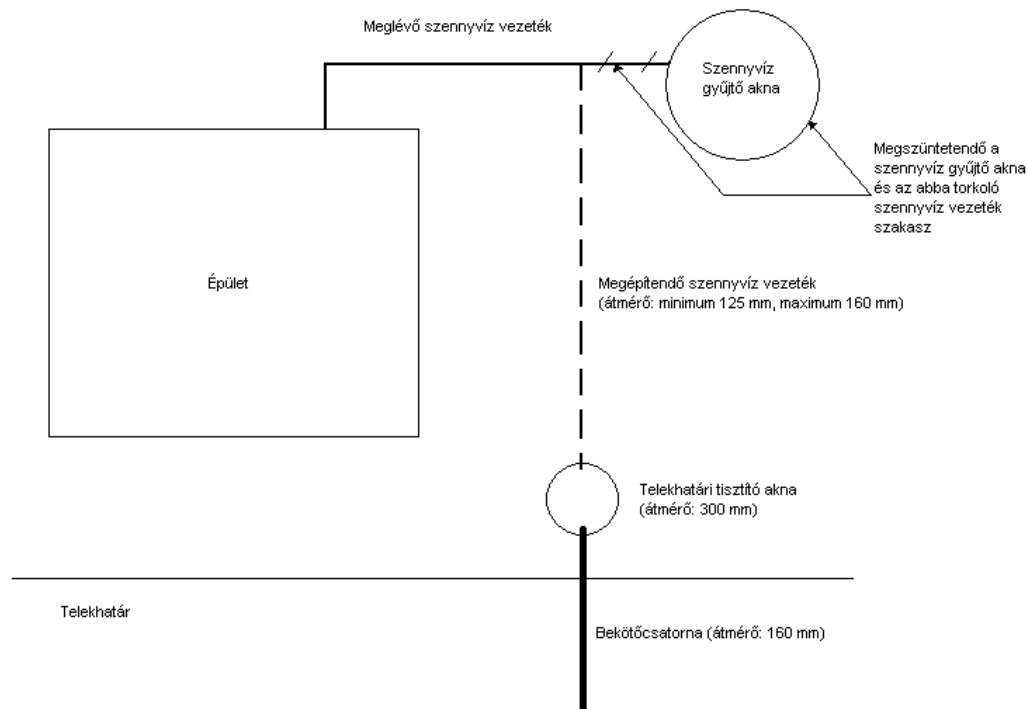 Meglévő szennyvíz vezeték
Szennyvíz
gyűjtő akna
Megszüntetendő a
szennyvíz gyűjtő akna
és az abba torkoló
szennyvíz vezeték
szakasz
Épület
Megépítendő szennyvíz vezeték
(átmérő: minimum 125 mm, maximum 160 mm)
Telekhatári tisztító akna
(átmérő: 300 mm)
Telekhatár
Bekötőcsatorna (átmérő: 160 mm)